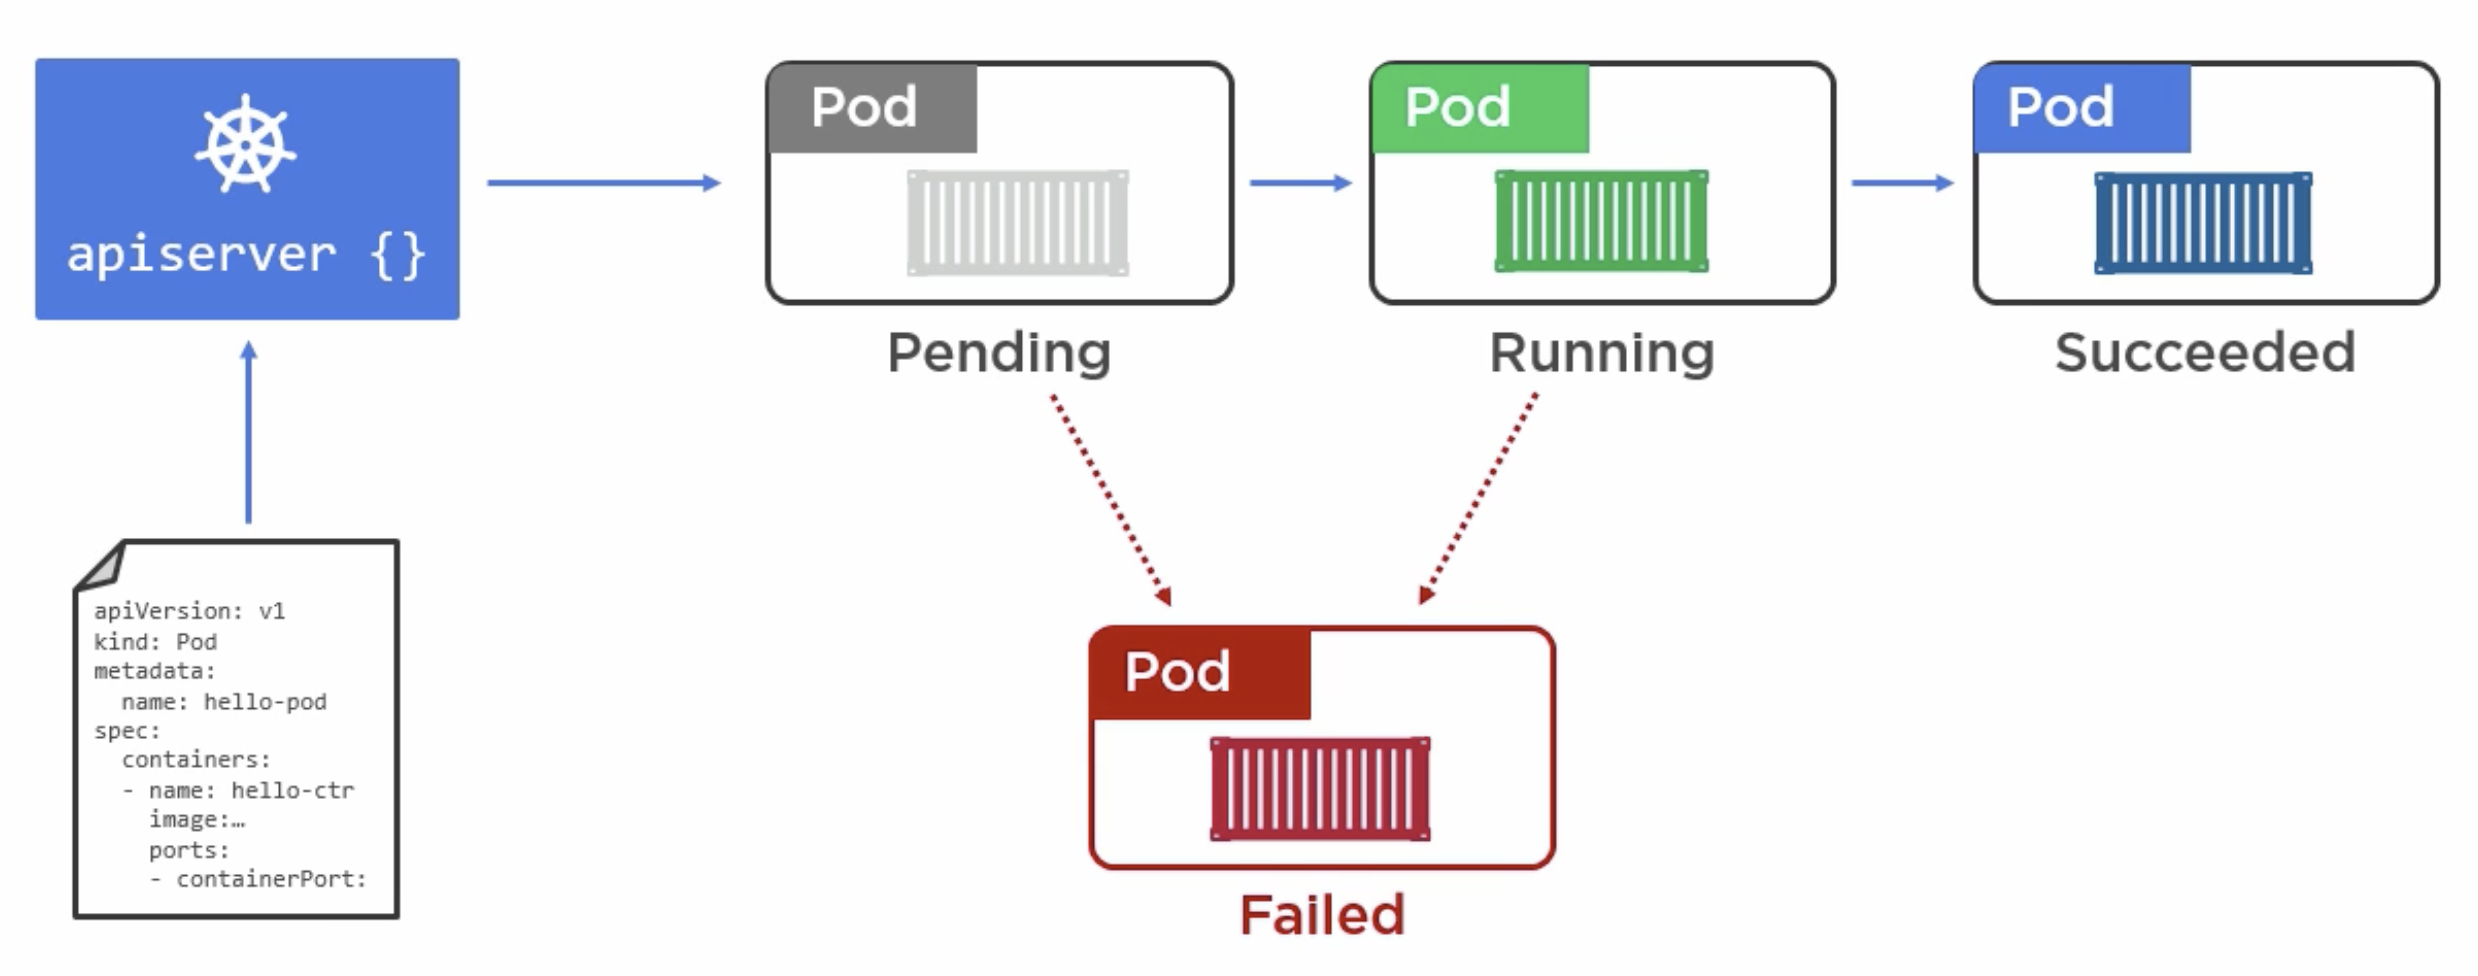 apiserver {}
Pod
Pending
Pod
Running
Pod
Succeeded
apiVersion: v1
kind: Pod
metadata:
  name: hello-pod
spec:
  containers:
  - name: hello-ctr
    image:…
    ports:
    - containerPort:
Pod
Failed